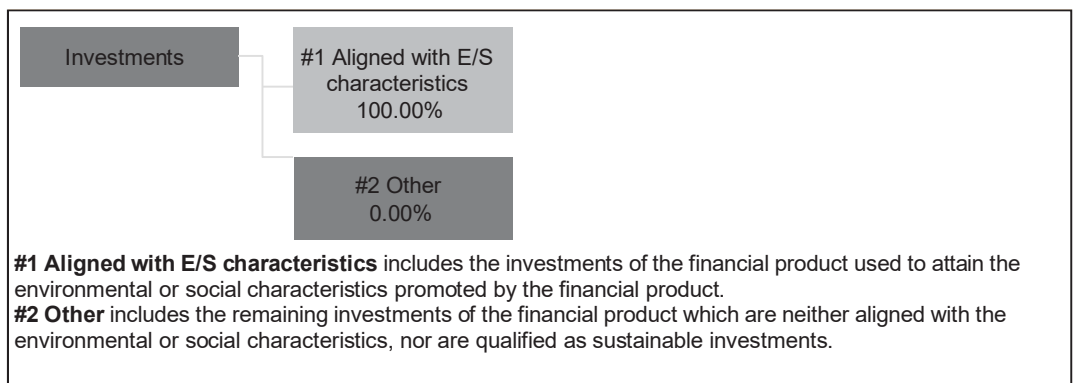 Investments
#1 Aligned with E/S
characteristics
100.00%
#2 Other
0.00%
#1 Aligned with E/S characteristics includes the investments of the financial product used to attain the
environmental or social characteristics promoted by the financial product.
#2 Other includes the remaining investments of the financial product which are neither aligned with the
environmental or social characteristics, nor are qualified as sustainable investments.